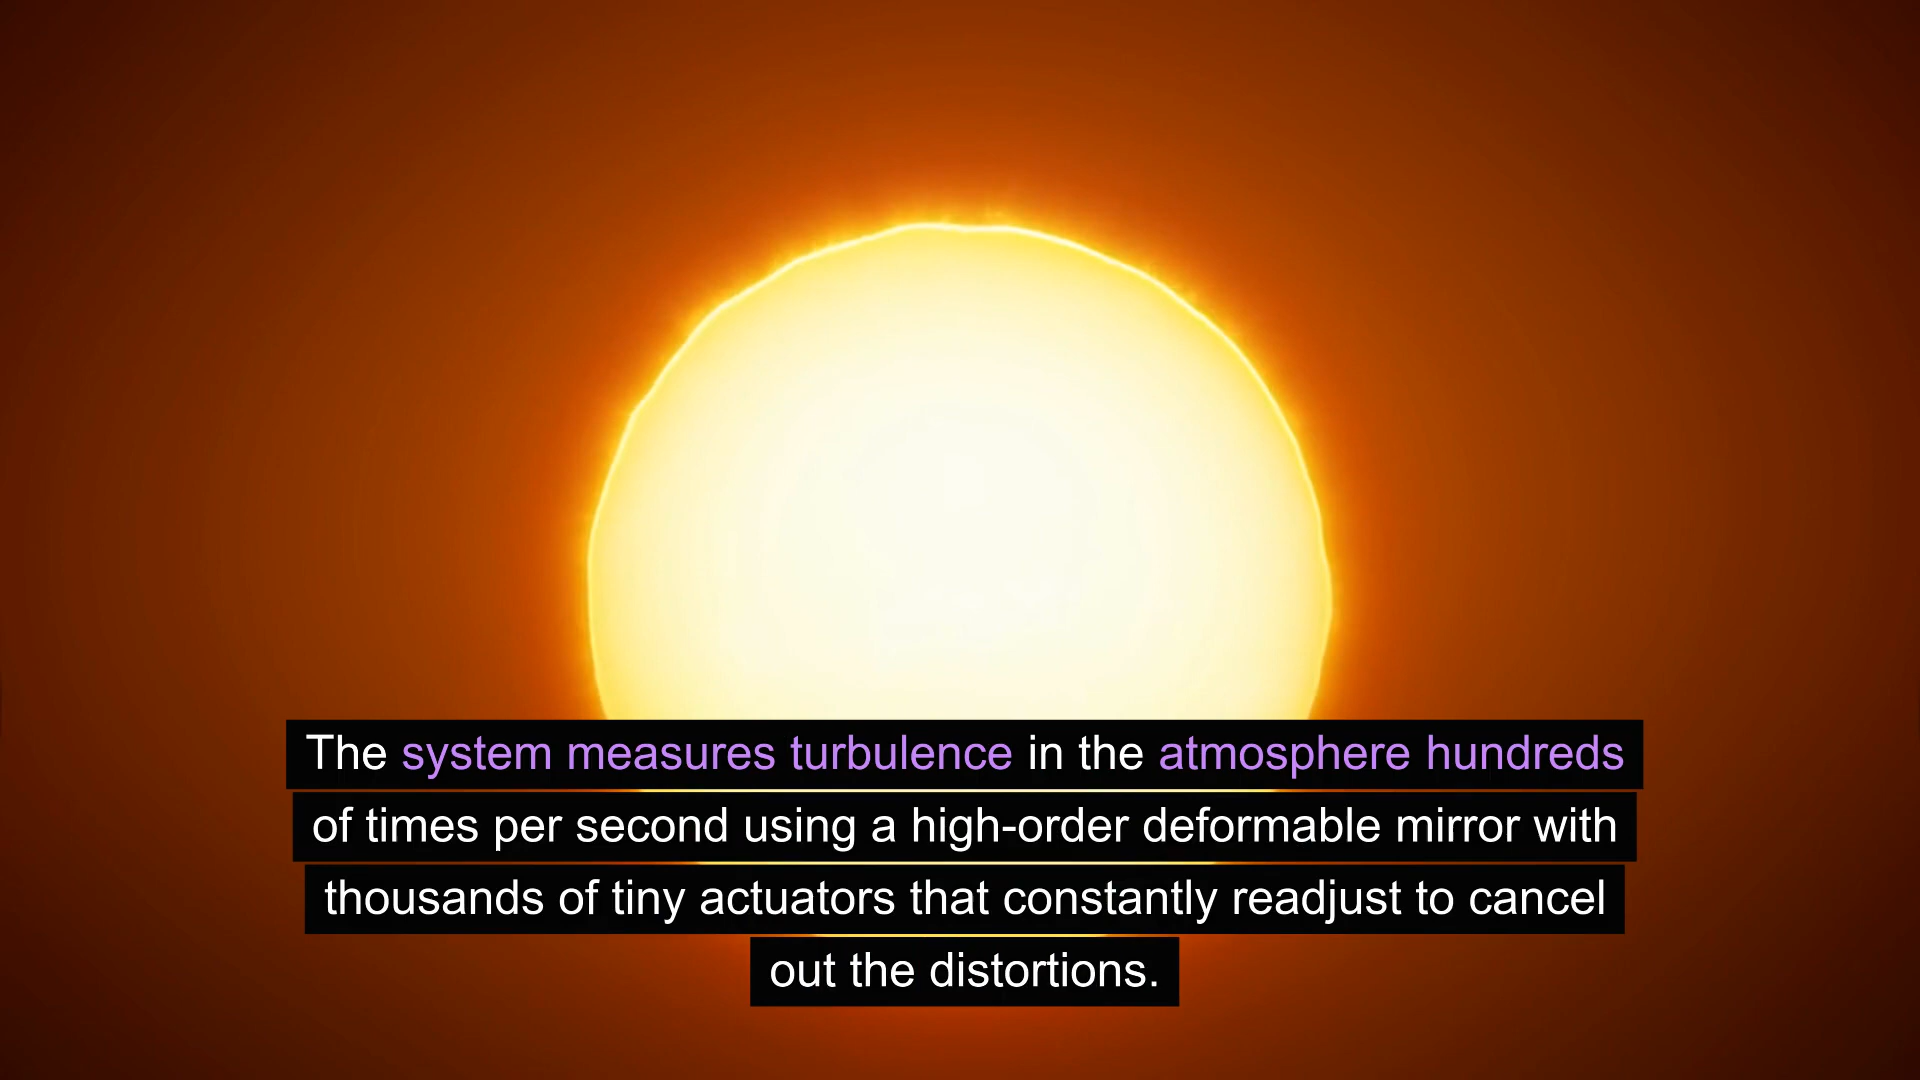 The system measures turbulence in the atmosphere hundreds
of times per second using a high-order deformable mirror with
thousands of tiny actuators that constantly readjust to cancel
out the distortions.